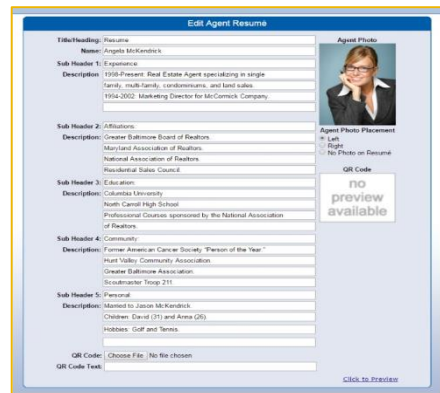 Edit Agent Resumé
Title/Heading: Resume
Name: Angela McKendrick
Sub Header 1: Experience
Description 1998-Present: Real Estate Agent specializing in single
family, multi-family, condominiums, and land sales.
1994-2002: Marketing Director for McCormick Company.
Sub Header 2: Affiliations
Description: Greater Baltimore Board of Realtors.
Maryland Association of Realtors.
National Association of Realtors
Residential Sales Council.
Sub Header 3: Education
Description: Columbia University
North Carroll High School
Professional Courses sponsored by the National Association
of Realtors.
Sub Header 4: Community
Description: Former American Cancer Society "Person of the Year."
Hunt Valley Community Association.
Greater Baltimore Association
Scoutmaster Troop 211
Sub Header 5: Personal
Description: Married to Jason McKendrick
Children: David (31) and Anna (26)
Hobbies: Golf and Tennis.
QR Code: Choose File No file chosen
QR Code Text:
Agent Photo
Agent Photo Placement
Left
Right
No Photo on Resumé
QR Code
no
preview
available
Click to Preview